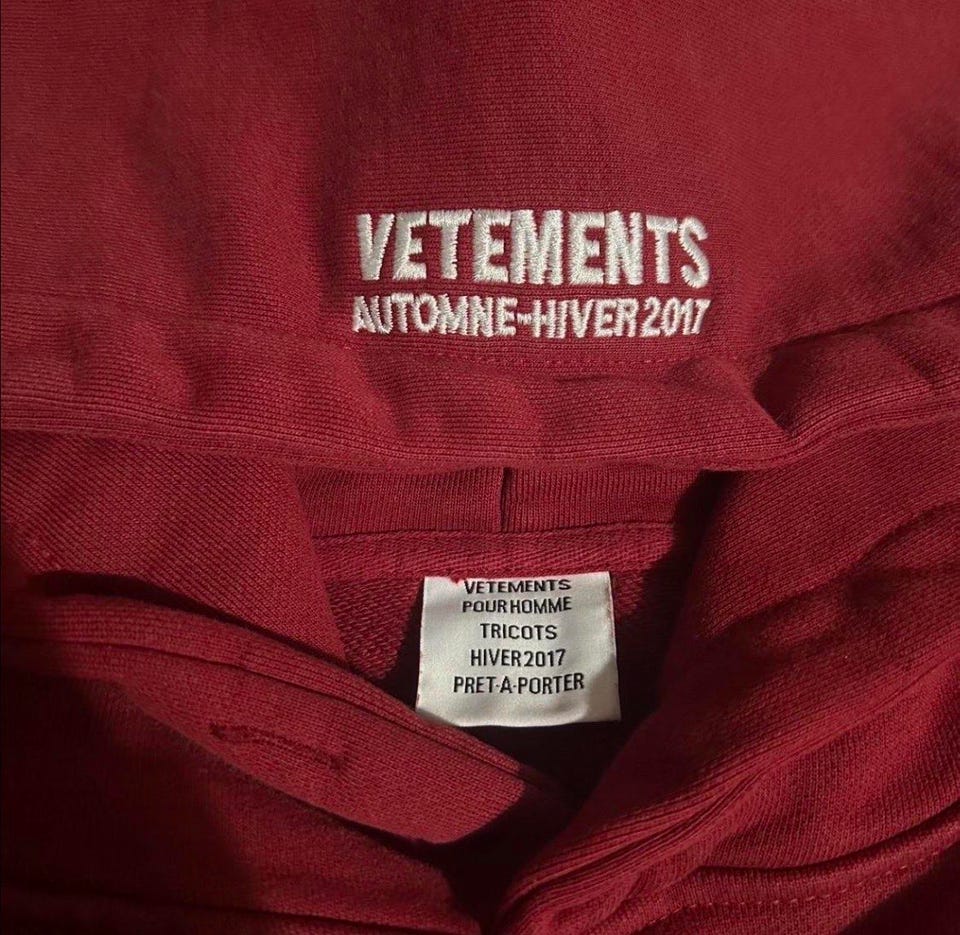 VETEMENTS
AUTOMNE-HIVER 2017
VETEMENTS
POUR HOMME
TRICOTS
HIVER 2017
PRET-A-PORTER